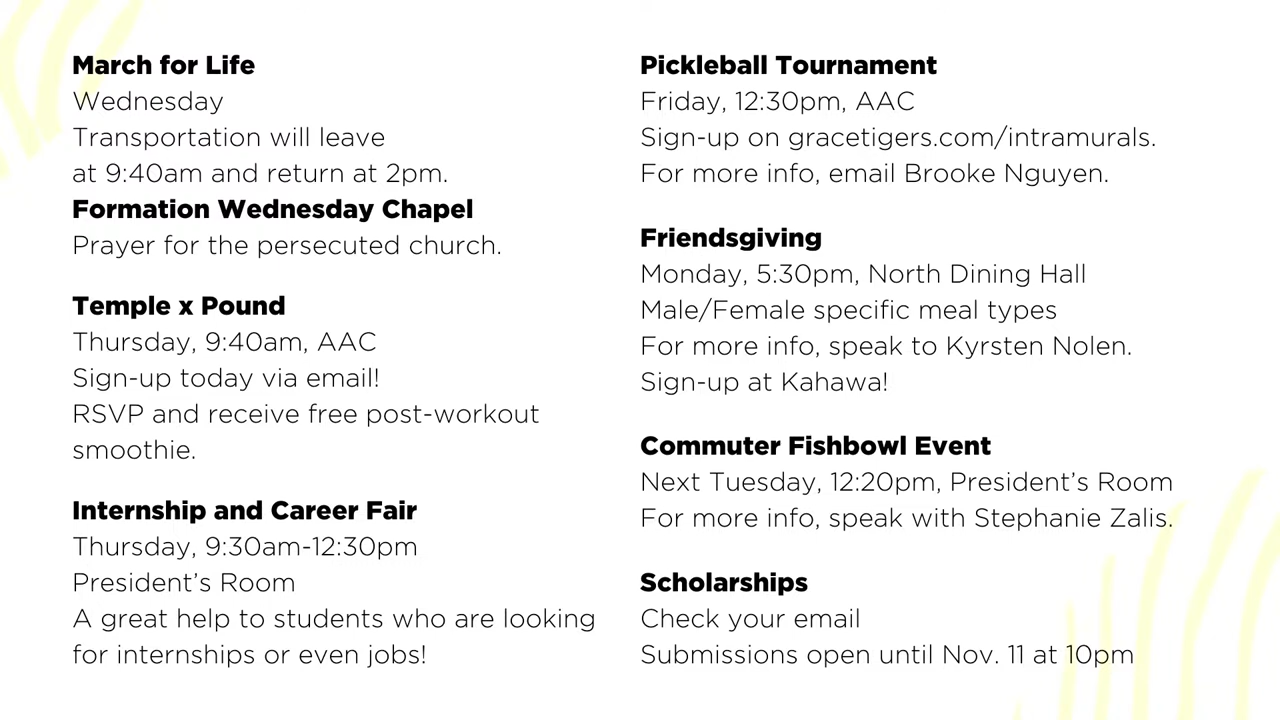 March for Life
Wednesday
Transportation will leave
at 9:40am and return at 2pm.
Formation Wednesday Chapel
Prayer for the persecuted church.
Temple x Pound
Thursday, 9:40am, AAC
Sign-up today via email!
RSVP and receive free post-workout
smoothie.
Internship and Career Fair
Thursday, 9:30am-12:30pm
President’s Room
A great help to students who are looking
for internships or even jobs!
Pickleball Tournament
Friday, 12:30pm, AAC
Sign-up on gracetigers.com/intramurals.
For more info, email Brooke Nguyen.
Friendsgiving
Monday, 5:30pm, North Dining Hall
Male/Female specific meal types
For more info, speak to Kyrsten Nolen.
Sign-up at Kahawa!
Commuter Fishbowl Event
Next Tuesday, 12:20pm, President’s Room
For more info, speak with Stephanie Zalis.
Scholarships
Check your email
Submissions open until Nov. 11 at 10pm